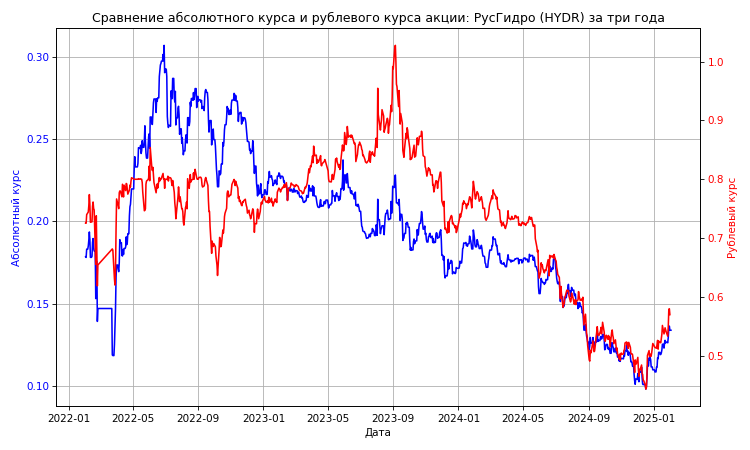 Сравнение абсолютного курса и рублевого курса акции: РусГидро (HYDR) за три года
0.30
0.25
0.20
0.15
0.10
Абсолютный курс
1.0
0.9
0.8
0.7
0.6
0.5
Рублевый курс
2022-01 2022-05 2022-09 2023-01 2023-05 2023-09 2024-01 2024-05 2024-09 2025-01
Дата